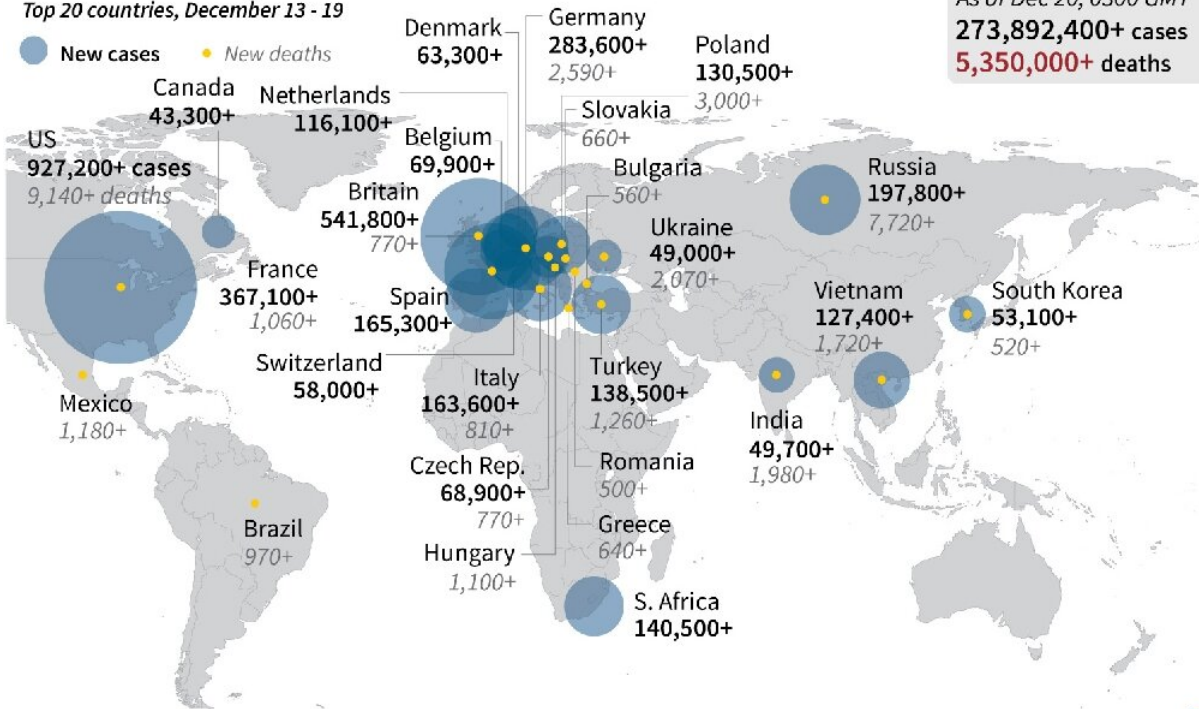 Top 20 countries, December 13 - 19
New cases
New deaths
As of Dec 20, 0300 GMT
273,892,400+ cases
5,350,000+ deaths
Denmark
63,300+
Germany
283,600+
2,590+
Poland
130,500+
3,000+
Canada
43,300+
Netherlands
116,100+
Slovakia
660+
US
927,200+ cases
9,140+ deaths
Belgium
69,900+
Bulgaria
560+
Russia
197,800+
7,720+
Britain
541,800+
770+
Ukraine
49,000+
2,070+
France
367,100+
1,060+
Spain
165,300+
Vietnam
127,400+
1,720+
South Korea
53,100+
520+
Switzerland
58,000+
Italy
163,600+
810+
Turkey
138,500+
1,260+
Mexico
1,180+
India
49,700+
1,980+
Czech Rep.
68,900+
770+
Romania
500+
Brazil
970+
Greece
640+
Hungary
1,100+
S. Africa
140,500+